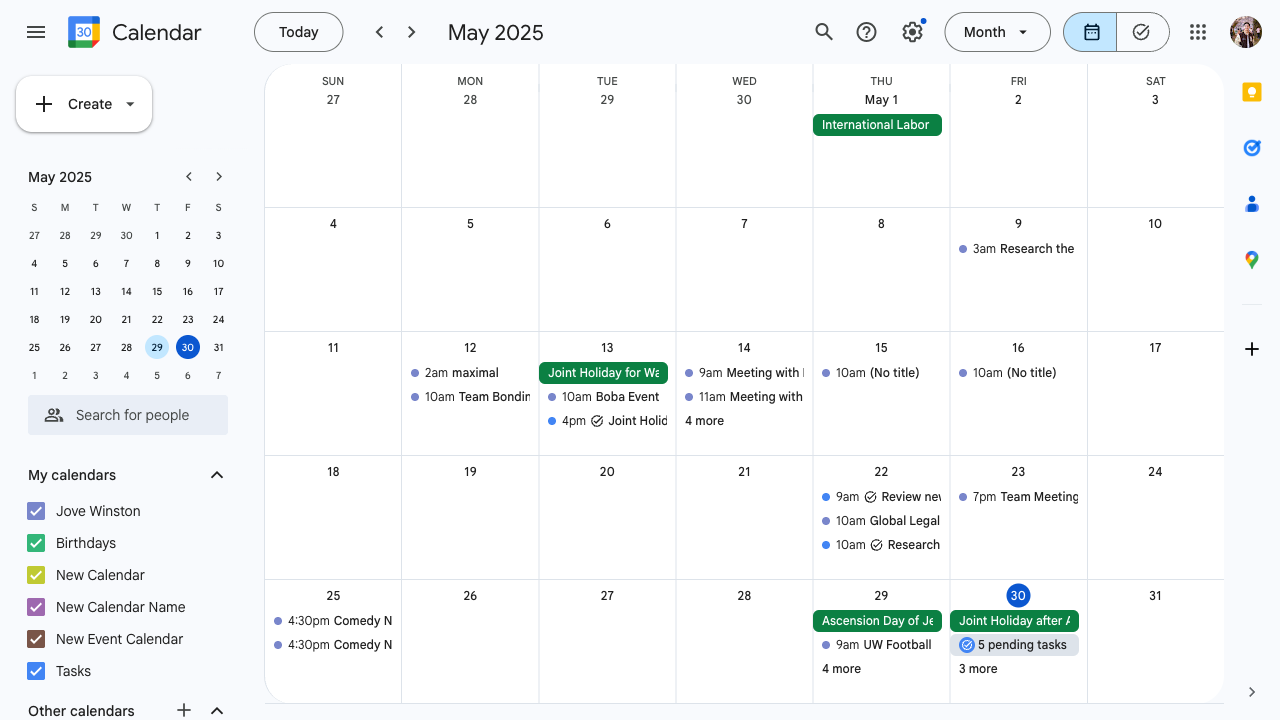 30 Calendar Today May 2025 Month
Create
May 2025
S M T W T F S
27 28 29 30 1 2 3
4 5 6 7 8 9 10
11 12 13 14 15 16 17
18 19 20 21 22 23 24
25 26 27 28 29 30 31
1 2 3 4 5 6 7
Search for people
My calendars
Jove Winston
Birthdays
New Calendar
New Calendar Name
New Event Calendar
Tasks
Other calendars
SUN MON TUE WED THU FRI SAT
27 28 29 30 May 1 2 3
International Labor
4 5 6 7 8 9 10
3am Research the
11 12 13 14 15 16 17
2am maximal
10am Team Bondin
Joint Holiday for Wa
10am Boba Event
4pm Joint Holid
9am Meeting with
11am Meeting with
4 more
10am (No title)
10am (No title)
18 19 20 21 22 23 24
9am Review nev
10am Global Legal
10am Research
7pm Team Meeting
25 26 27 28 29 30 31
4:30pm Comedy N
4:30pm Comedy N
Ascension Day of Je
9am UW Football
4 more
Joint Holiday after A
5 pending tasks
3 more